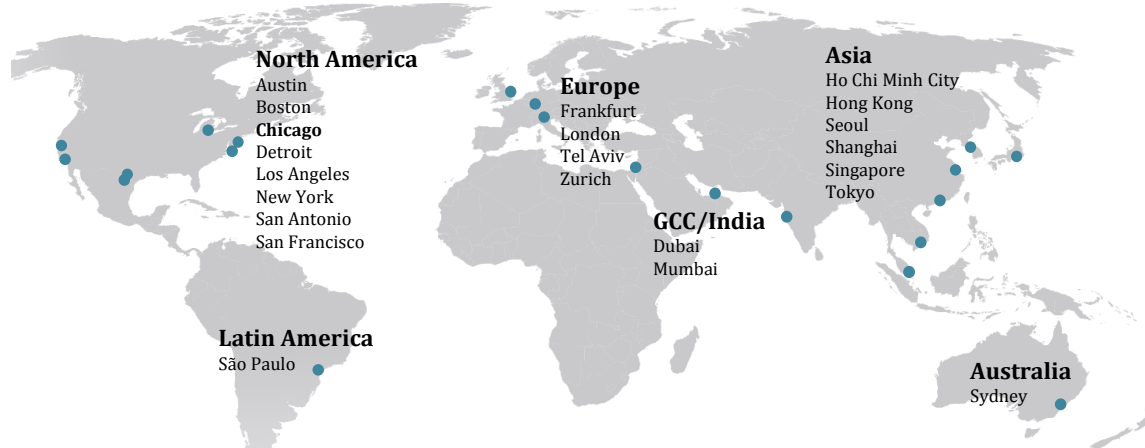 North America
Austin
Boston
Chicago
Detroit
Los Angeles
New York
San Antonio
San Francisco
Latin America
São Paulo
Europe
Frankfurt
London
Tel Aviv
Zurich
GCC/India
Dubai
Mumbai
Asia
Ho Chi Minh City
Hong Kong
Seoul
Shanghai
Singapore
Tokyo
Australia
Sydney